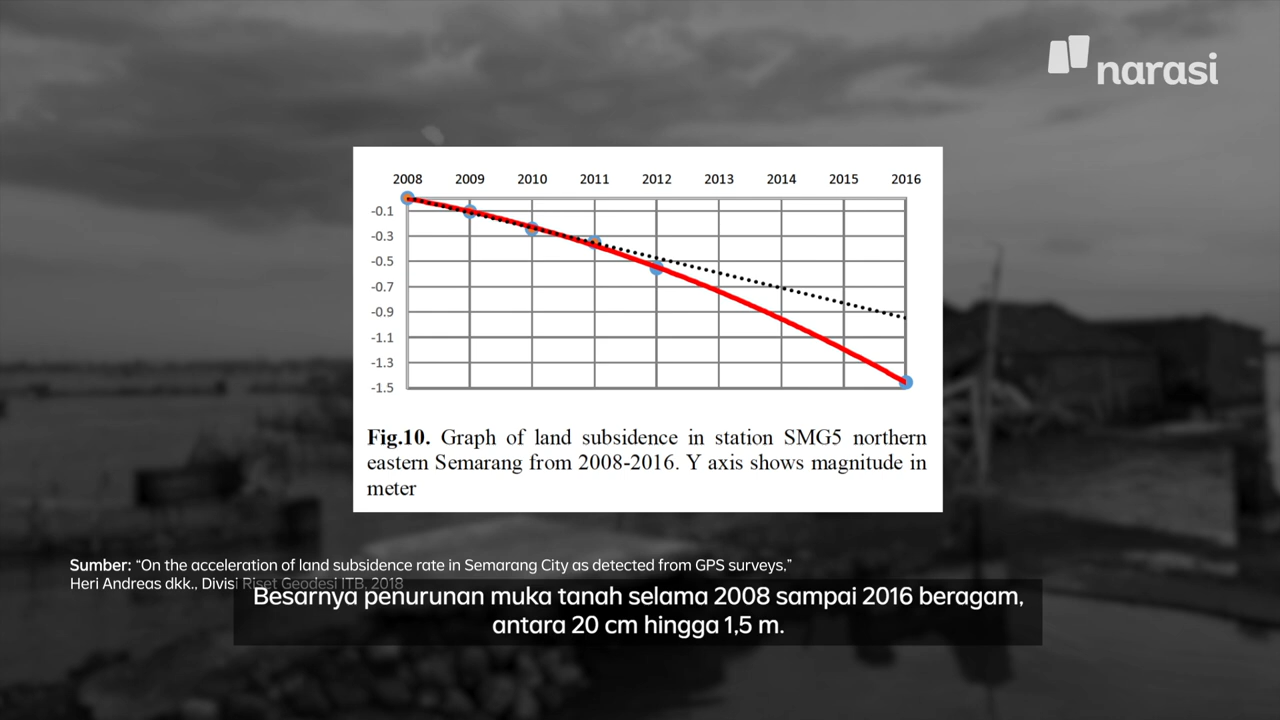 narasi
2008 2009 2010 2011 2012 2013 2014 2015 2016
-0.1
-0.3
-0.5
-0.7
-0.9
-1.1
-1.3
-1.5
Fig.10. Graph of land subsidence in station SMG5 northern
eastern Semarang from 2008-2016. Y axis shows magnitude in
meter
Sumber: “On the acceleration of land subsidence rate in Semarang City as detected from GPS surveys,”
Heri Andreas dkk., Divisi Riset Geodesi ITB, 2018
Besarnya penurunan muka tanah selama 2008 sampai 2016 beragam,
antara 20 cm hingga 1,5 m.